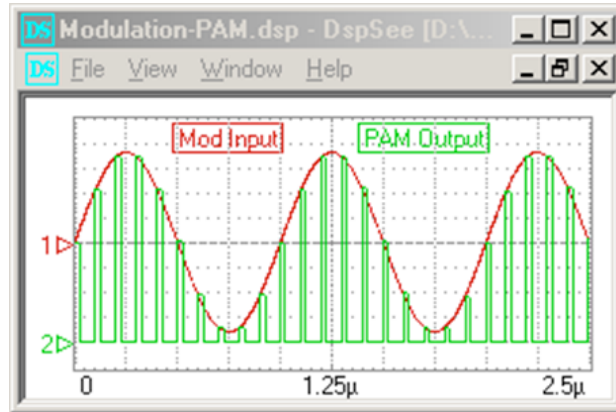 DS Modulation-PAM.dsp - DspSee [D:\...
DS File View Window Help
Mod Input PAM Output
1
2
0 1.25µ 2.5µ